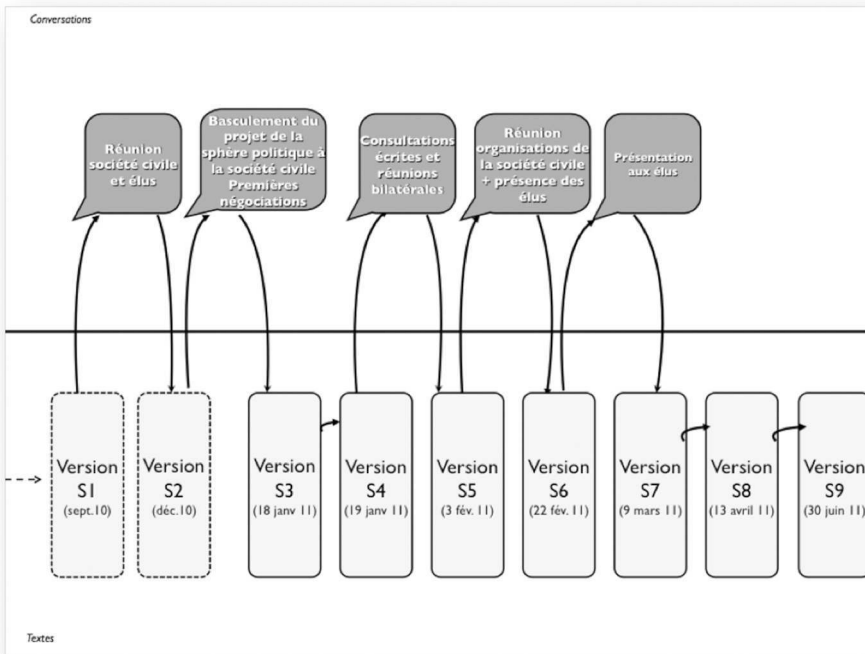 Conversations
Réunion
société civile
et élus
Basculement du
projet de la
sphère politique à
la société civile
Premières
négociations
Consultations
écrites et
réunions
bilatérales
Réunion
organisations de
la société civile
+ présence des
élus
Présentation
aux élus
Version
S1
(sept.10)
Version
S2
(déc.10)
Version
S3
(18 janv 11)
Version
S4
(19 janv 11)
Version
S5
(3 fév. 11)
Version
S6
(22 fév. 11)
Version
S7
(9 mars 11)
Version
S8
(13 avril 11)
Version
S9
(30 juin 11)
Textes